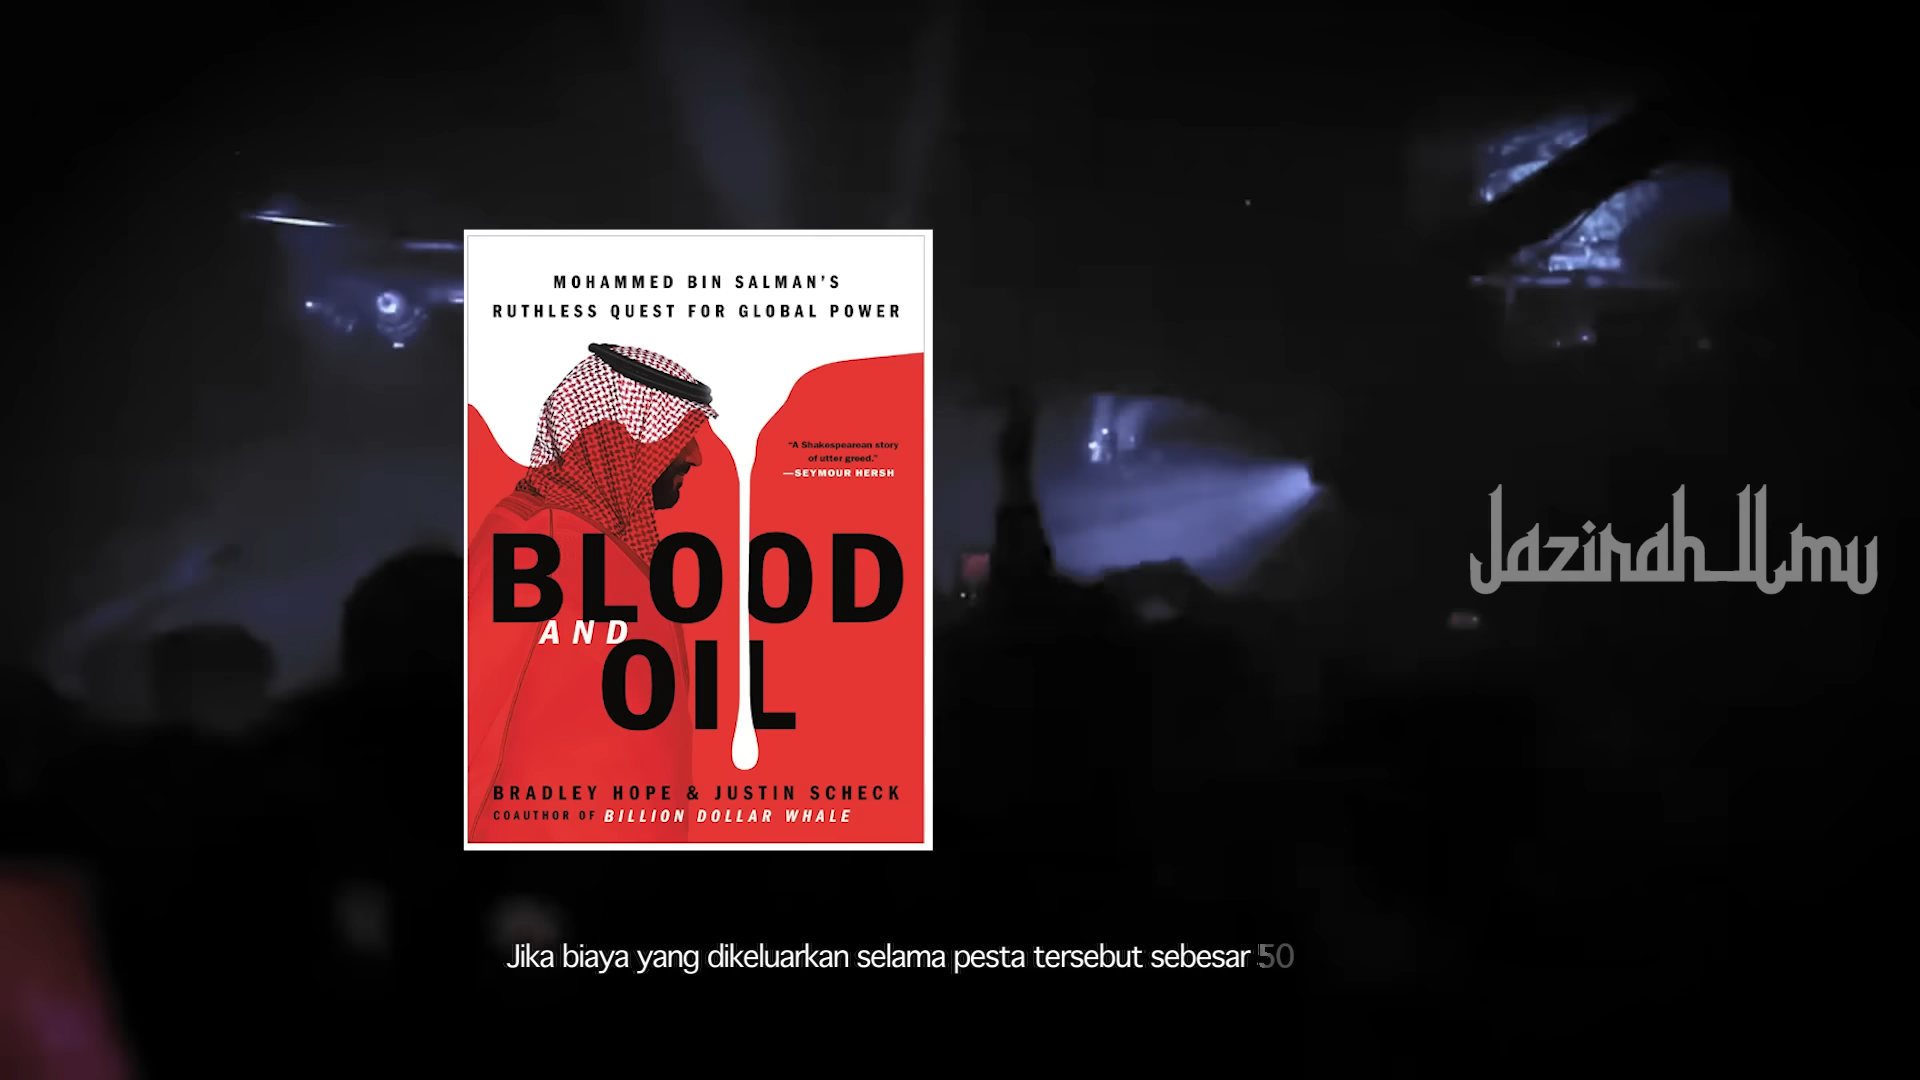 MOHAMMED BIN SALMAN'S
RUTHLESS QUEST FOR GLOBAL POWER
"A Shakespearean story
of utter greed."
—SEYMOUR HERSH
BLOOD
AND
OIL
BRADLEY HOPE & JUSTIN SCHECK
COAUTHOR OF BILLION DOLLAR WHALE
Jazirah Ilmu
Jika biaya yang dikeluarkan selama pesta tersebut sebesar 50